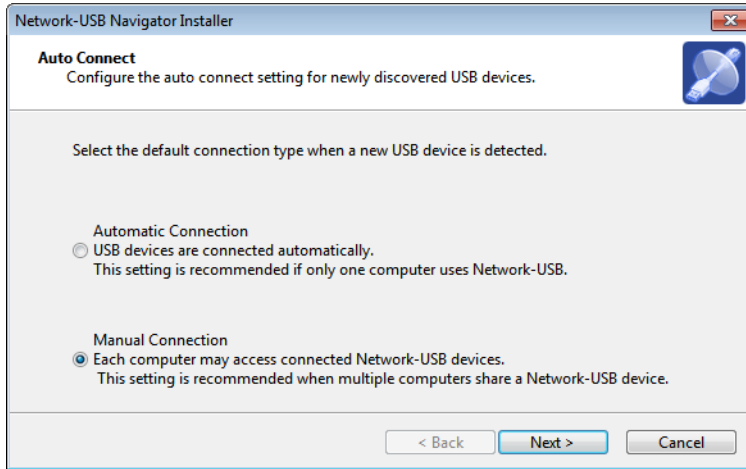 Network-USB Navigator Installer
Auto Connect
Configure the auto connect setting for newly discovered USB devices.
Select the default connection type when a new USB device is detected.
Automatic Connection
USB devices are connected automatically.
This setting is recommended if only one computer uses Network-USB.
Manual Connection
Each computer may access connected Network-USB devices.
This setting is recommended when multiple computers share a Network-USB device.
< Back Next > Cancel